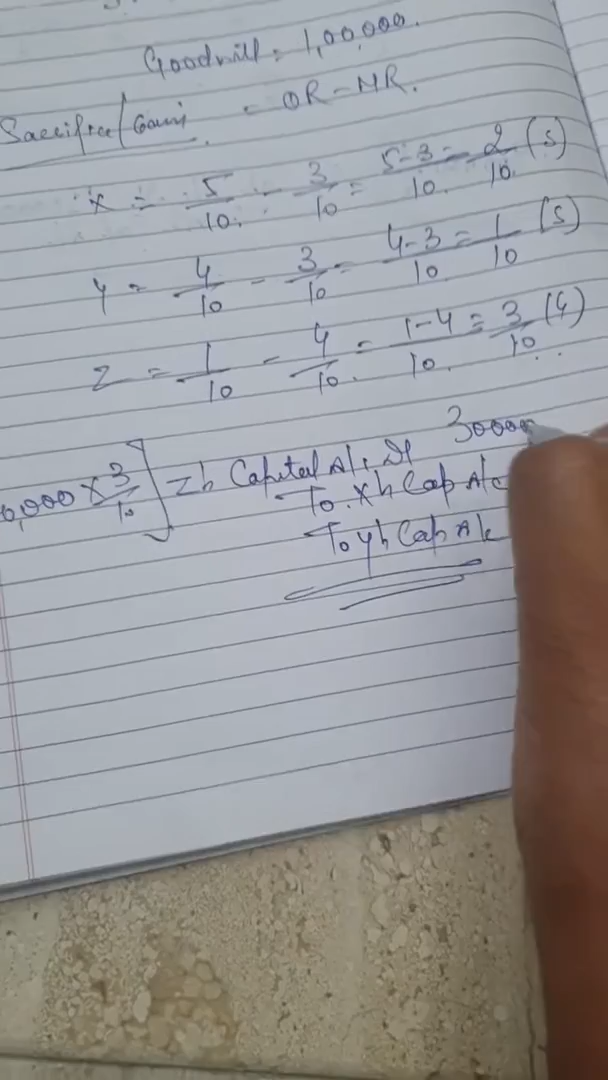 Goodwill = 1,00,000.
Sacrifice/Gain = OR - NR.
X = 5/10. - 3/10 = 5-3/10. = 2/10. (S)
Y = 4/10 - 3/10 = 4-3/10 = 1/10 (S)
Z = 1/10 - 4/10. = 1-4/10. = 3/10. (G)
0,000 x 3/10 ] Z's Capital A/c Dr 30000
To. X's Cap A/c
To Y's Cap A/c